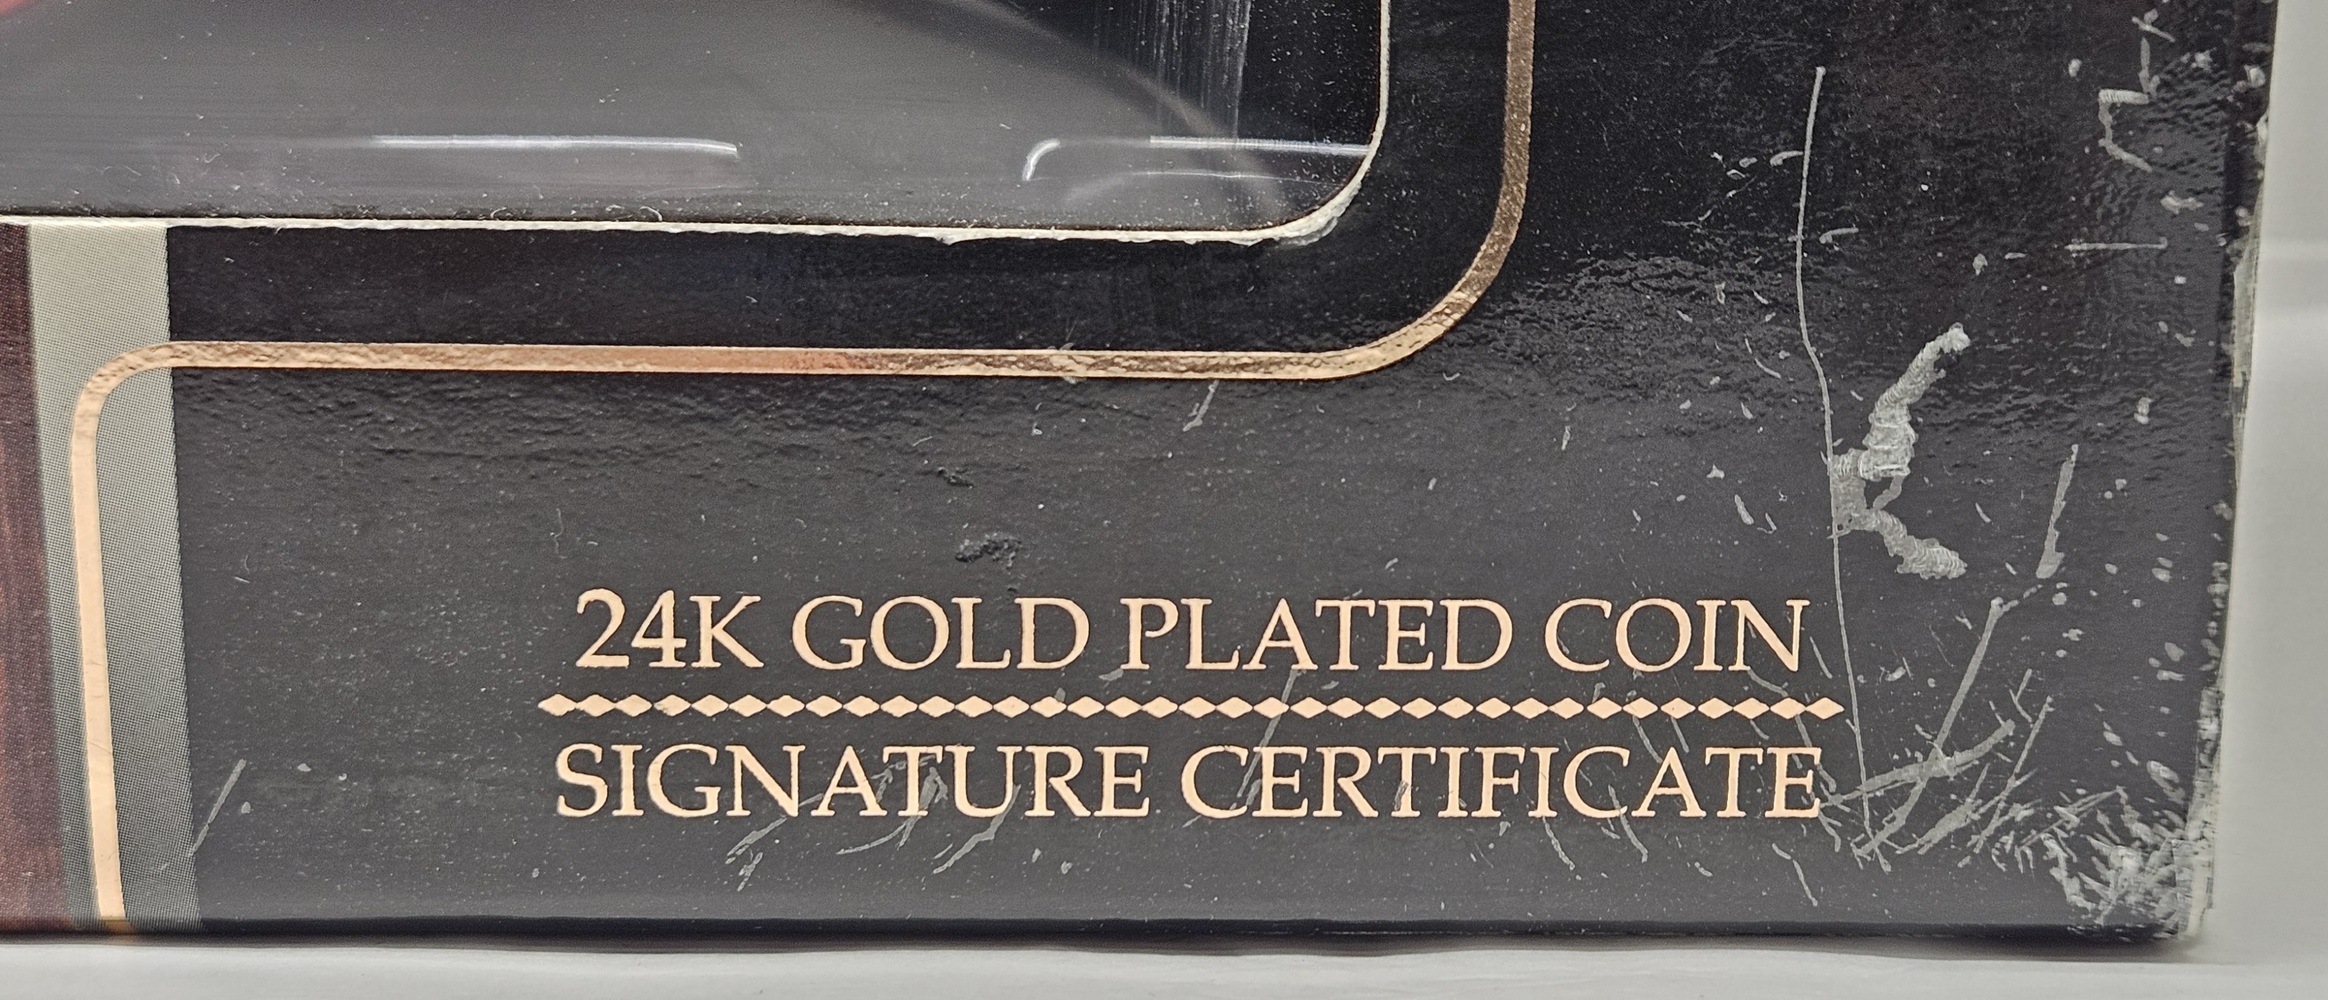 24K GOLD PLATED COIN
SIGNATURE CERTIFICATE